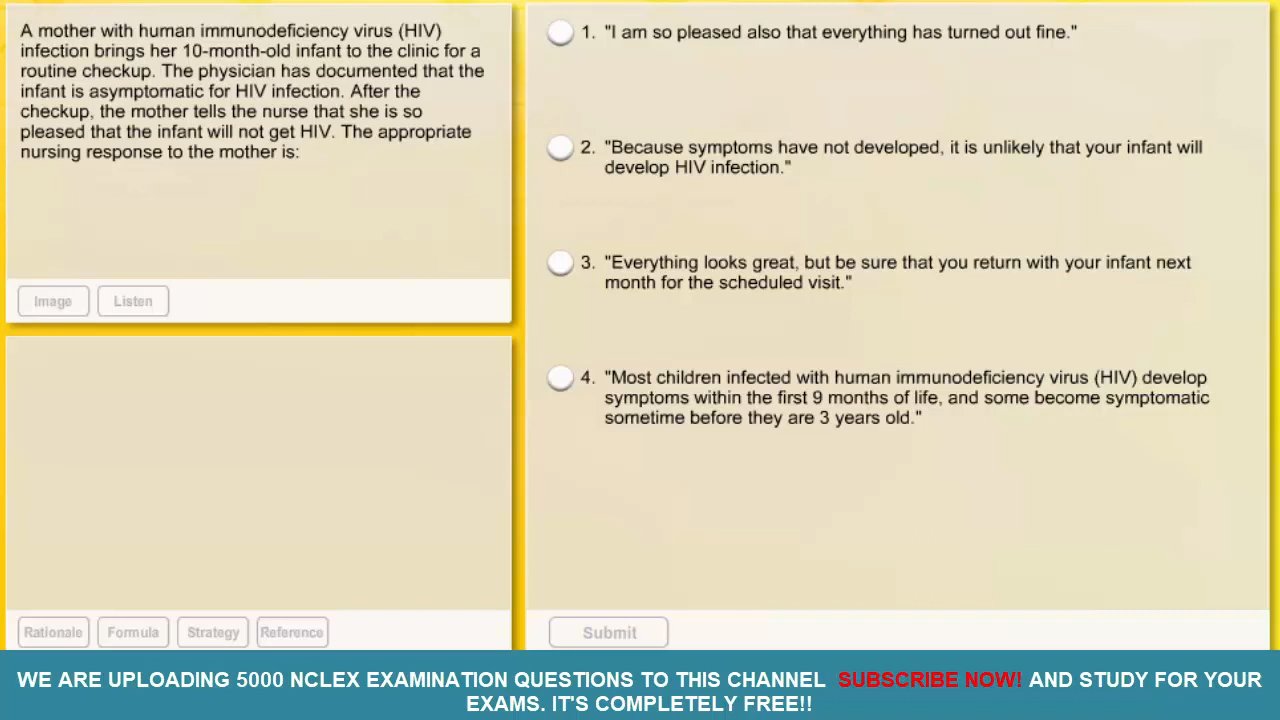 A mother with human immunodeficiency virus (HIV)
infection brings her 10-month-old infant to the clinic for a
routine checkup. The physician has documented that the
infant is asymptomatic for HIV infection. After the
checkup, the mother tells the nurse that she is so
pleased that the infant will not get HIV. The appropriate
nursing response to the mother is:
Image
Listen
1. "I am so pleased also that everything has turned out fine."
2. "Because symptoms have not developed, it is unlikely that your infant will
develop HIV infection."
3. "Everything looks great, but be sure that you return with your infant next
month for the scheduled visit."
4. "Most children infected with human immunodeficiency virus (HIV) develop
symptoms within the first 9 months of life, and some become symptomatic
sometime before they are 3 years old."
Rationale
Formula
Strategy
Reference
Submit
WE ARE UPLOADING 5000 NCLEX EXAMINATION QUESTIONS TO THIS CHANNEL SUBSCRIBE NOW! AND STUDY FOR YOUR
EXAMS. IT'S COMPLETELY FREE!!